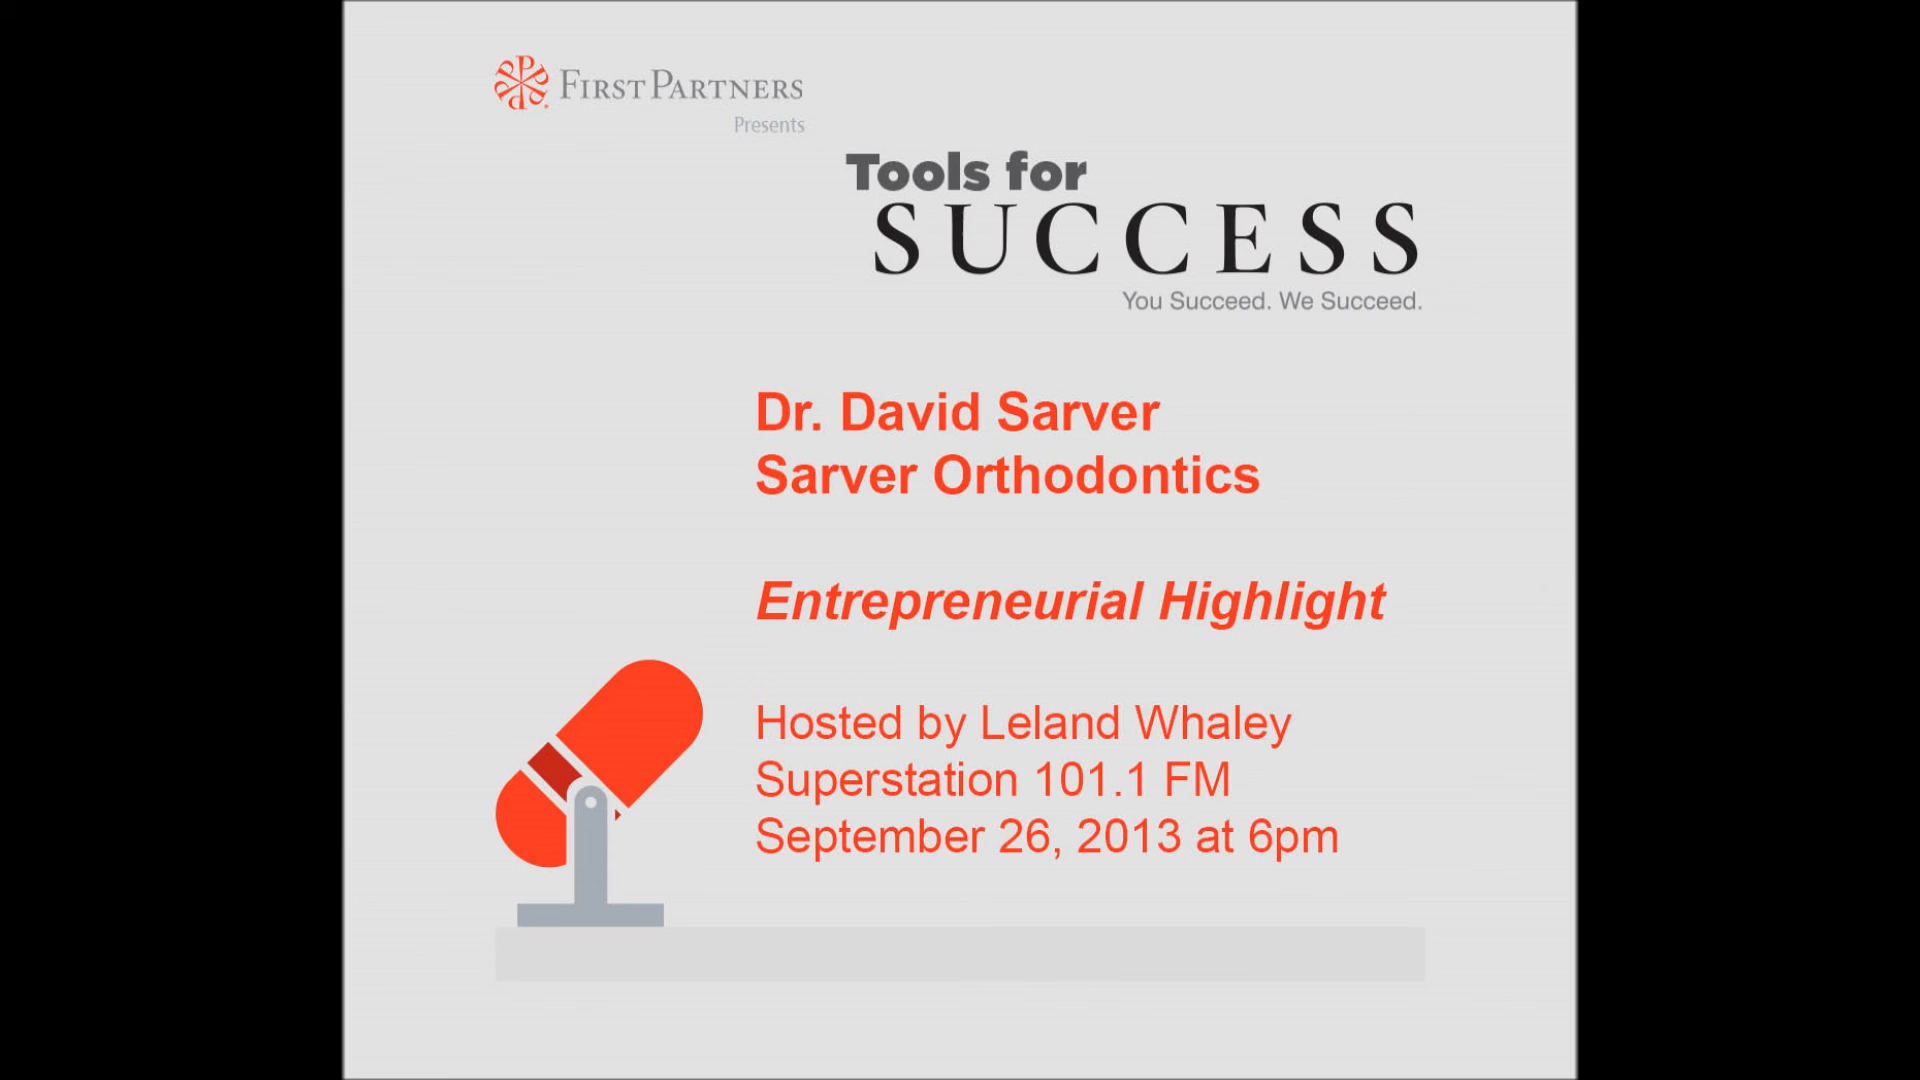 FIRST PARTNERS
Presents
Tools for
SUCCESS
You Succeed. We Succeed.
Dr. David Sarver
Sarver Orthodontics
Entrepreneurial Highlight
Hosted by Leland Whaley
Superstation 101.1 FM
September 26, 2013 at 6pm